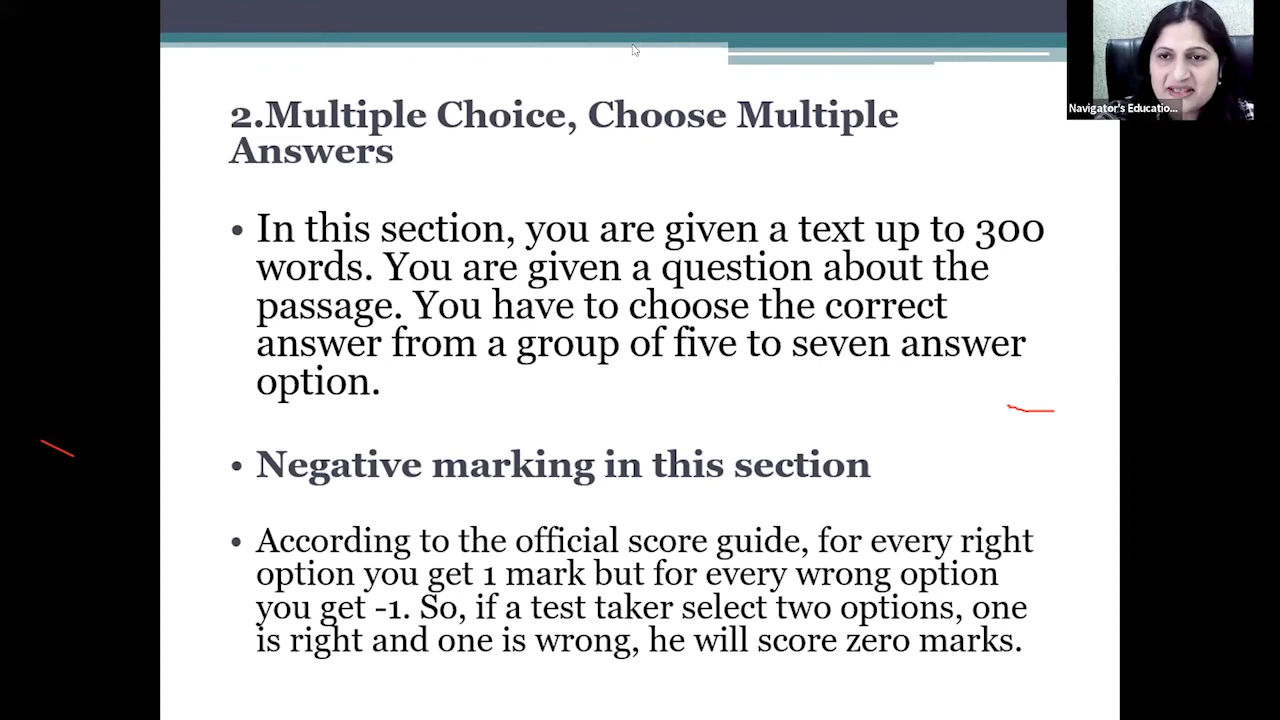 Navigator's Educatio...
2.Multiple Choice, Choose Multiple
Answers
• In this section, you are given a text up to 300
words. You are given a question about the
passage. You have to choose the correct
answer from a group of five to seven answer
option.
• Negative marking in this section
• According to the official score guide, for every right
option you get 1 mark but for every wrong option
you get -1. So, if a test taker select two options, one
is right and one is wrong, he will score zero marks.